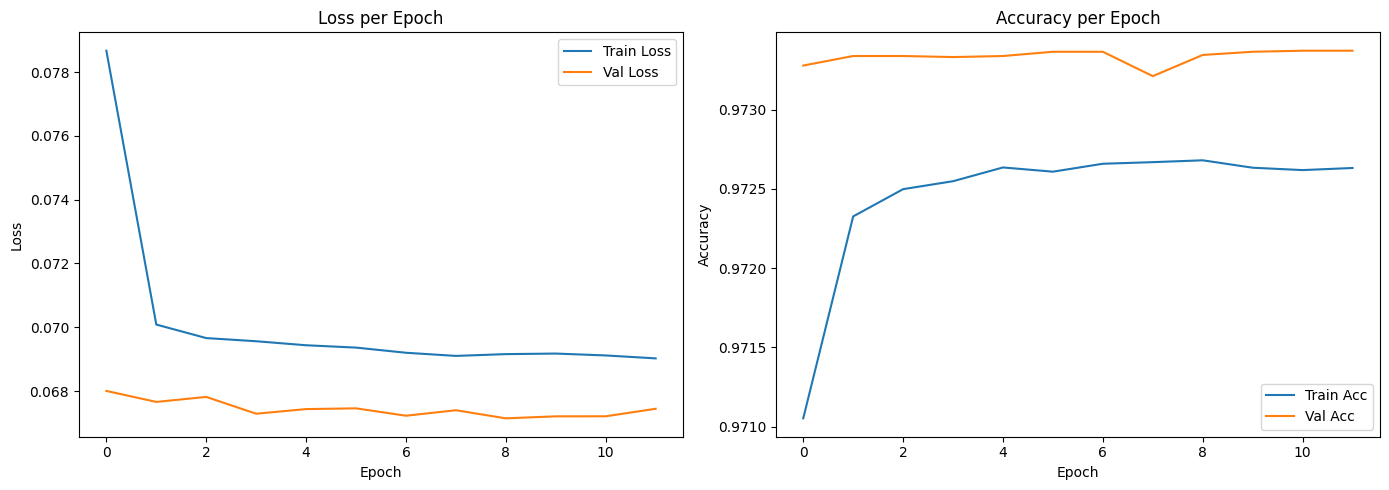 Loss per Epoch
Train Loss
Val Loss
0.078
0.076
0.074
0.072
0.070
0.068
Loss
0 2 4 6 8 10
Epoch
Accuracy per Epoch
0.9730
0.9725
0.9720
0.9715
0.9710
Accuracy
Train Acc
Val Acc
0 2 4 6 8 10
Epoch